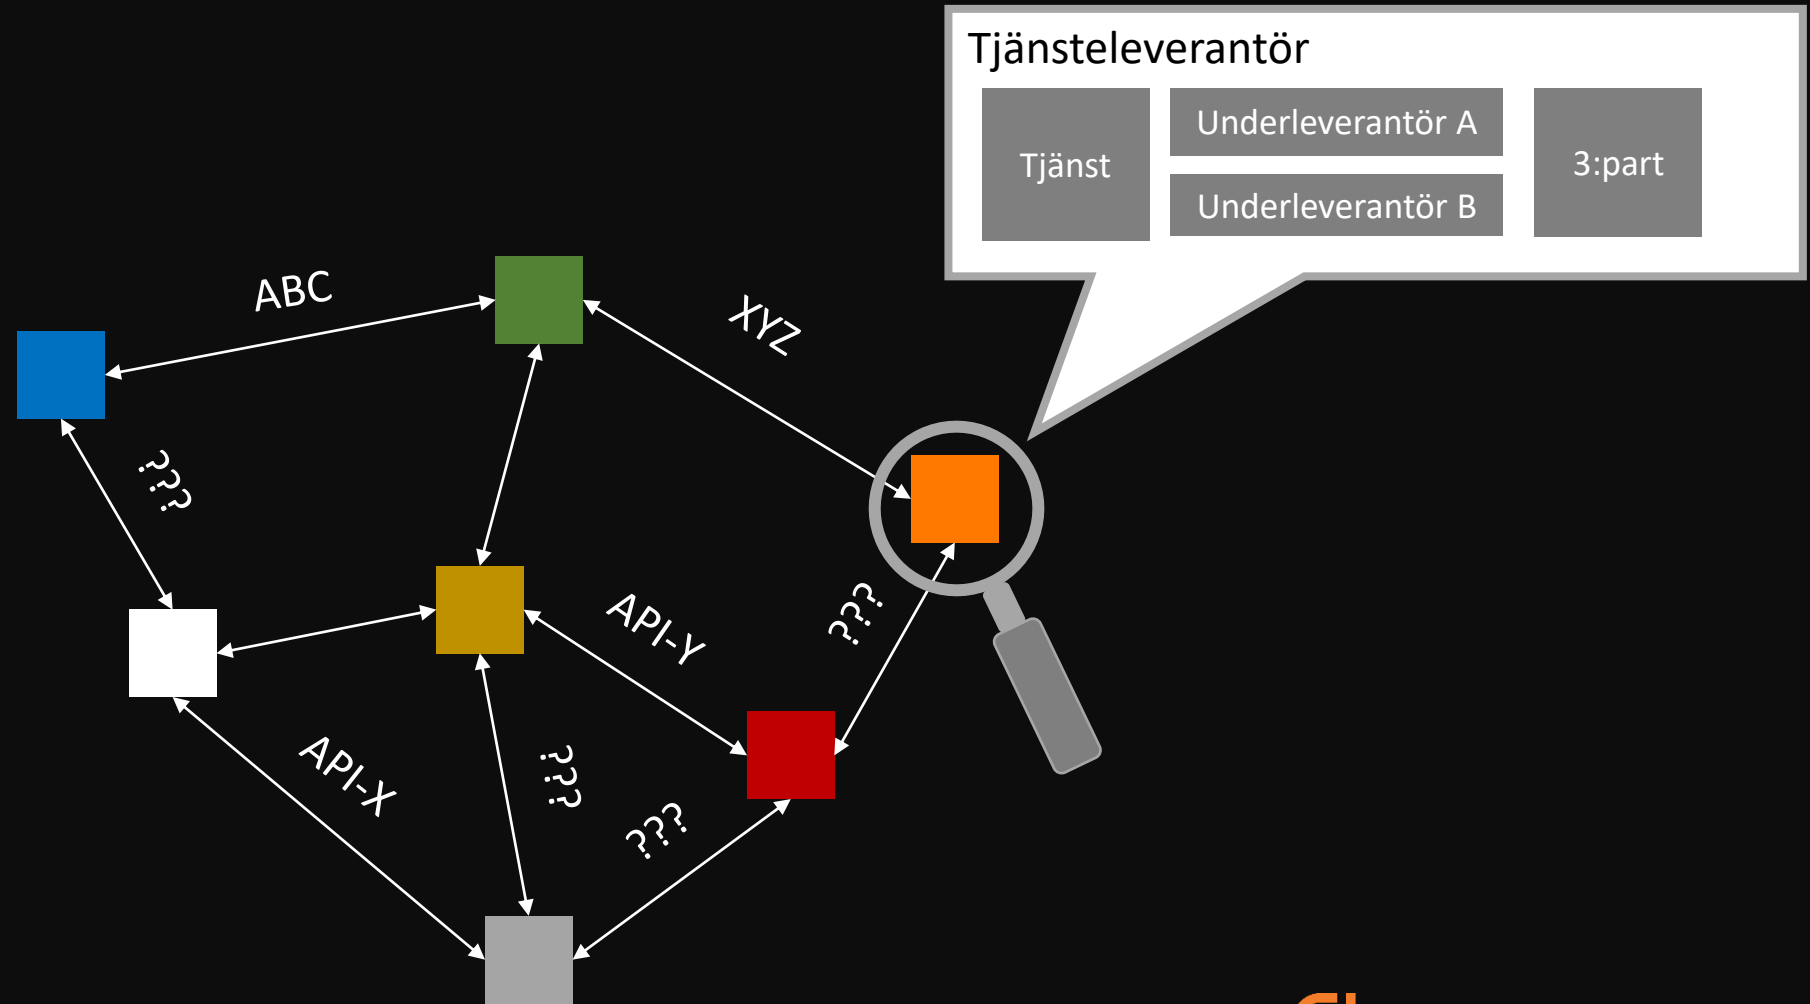 Tjänsteleverantör
Tjänst
Underleverantör A
Underleverantör B
3:part
ABC
XYZ
???
API-Y
???
API-X
???
???